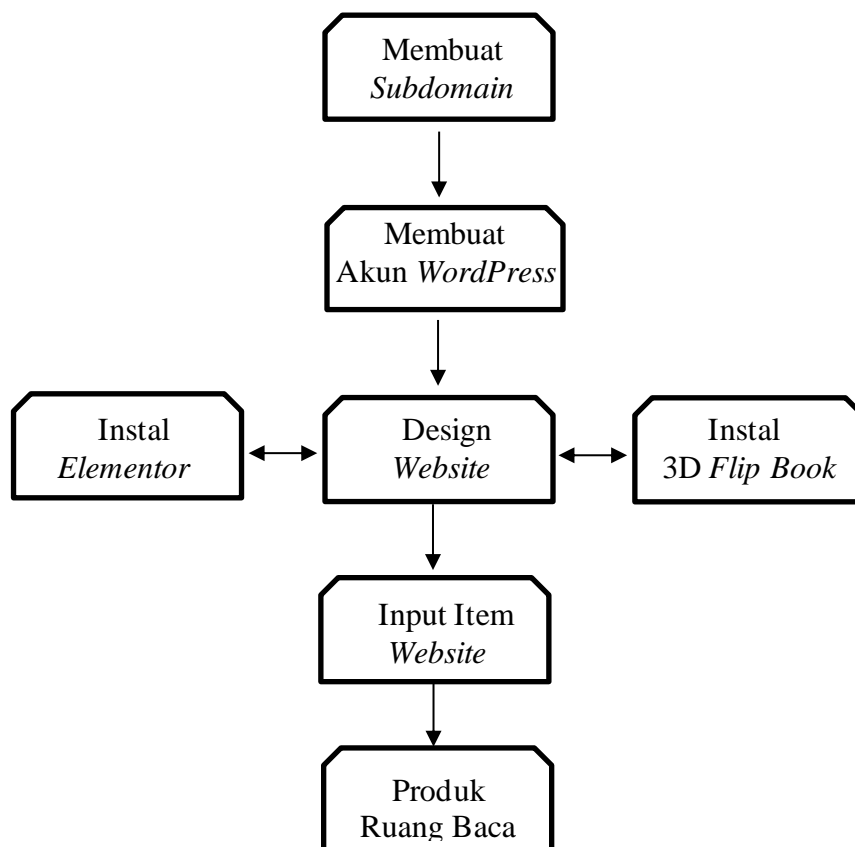 Membuat
Subdomain
Membuat
Akun WordPress
Instal
Elementor
Design
Website
Instal
3D Flip Book
Input Item
Website
Produk
Ruang Baca